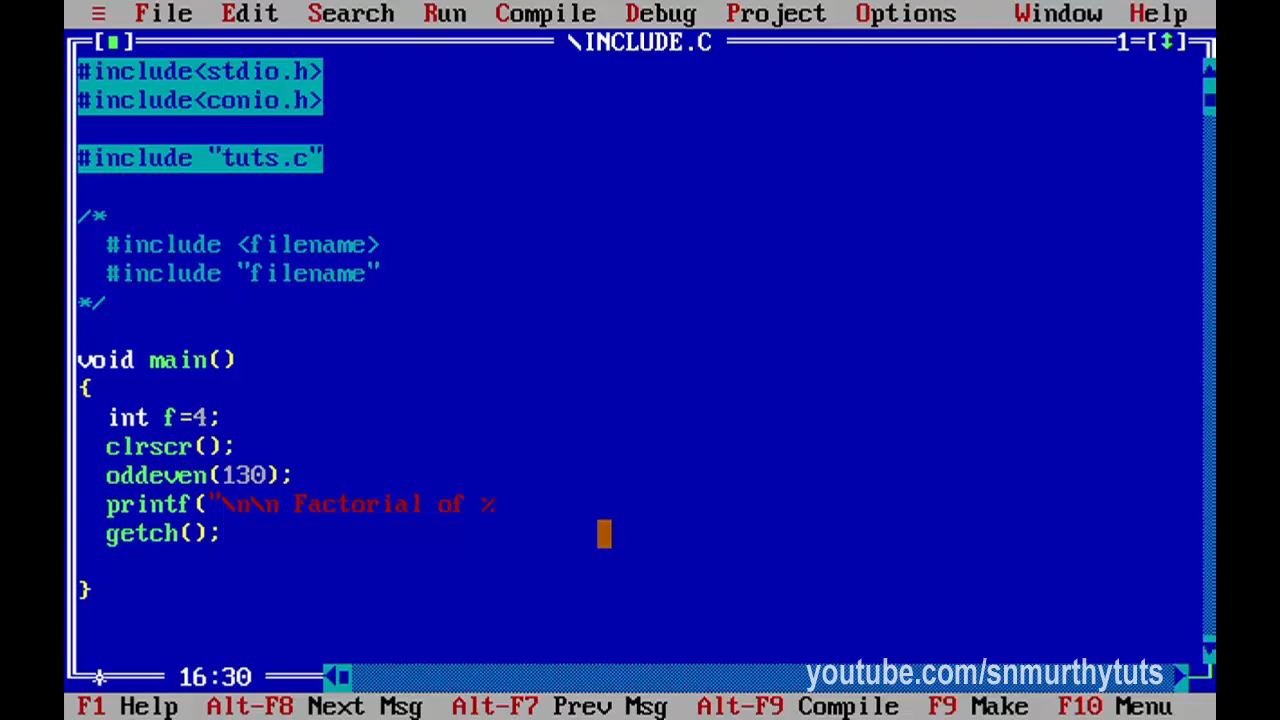 ≡ File Edit Search Run Compile Debug Project Options Window Help
[■] \INCLUDE.C 1=[↕]
#include<stdio.h>
#include<conio.h>
#include "tuts.c"
/*
#include <filename>
#include "filename"
*/
void main()
{
int f=4;
clrscr();
oddeven(130);
printf("\n\n Factorial of %
getch();
}
16:30
youtube.com/snmurthytuts
F1 Help Alt-F8 Next Msg Alt-F7 Prev Msg Alt-F9 Compile F9 Make F10 Menu